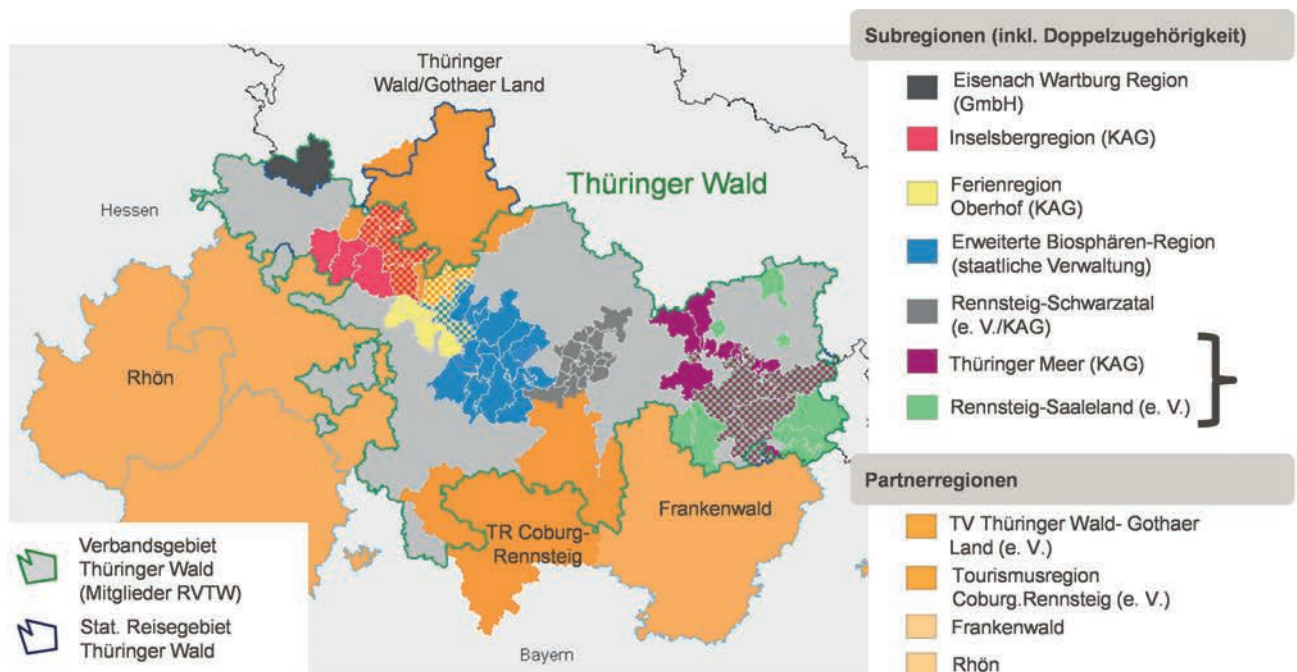 Thüringer
Wald/Gothaer Land
Thüringer Wald
Hessen
Rhön
Frankenwald
TR Coburg-
Rennsteig
Bayern
Verbandsgebiet
Thüringer Wald
(Mitglieder RVTW)
Stat. Reisegebiet
Thüringer Wald
Subregionen (inkl. Doppelzugehörigkeit)
Eisenach Wartburg Region
(GmbH)
Inselsbergregion (KAG)
Ferienregion
Oberhof (KAG)
Erweiterte Biosphären-Region
(staatliche Verwaltung)
Rennsteig-Schwarzatal
(e. V./KAG)
Thüringer Meer (KAG)
Rennsteig-Saaleland (e. V.)
Partnerregionen
TV Thüringer Wald- Gothaer
Land (e. V.)
Tourismusregion
Coburg.Rennsteig (e. V.)
Frankenwald
Rhön